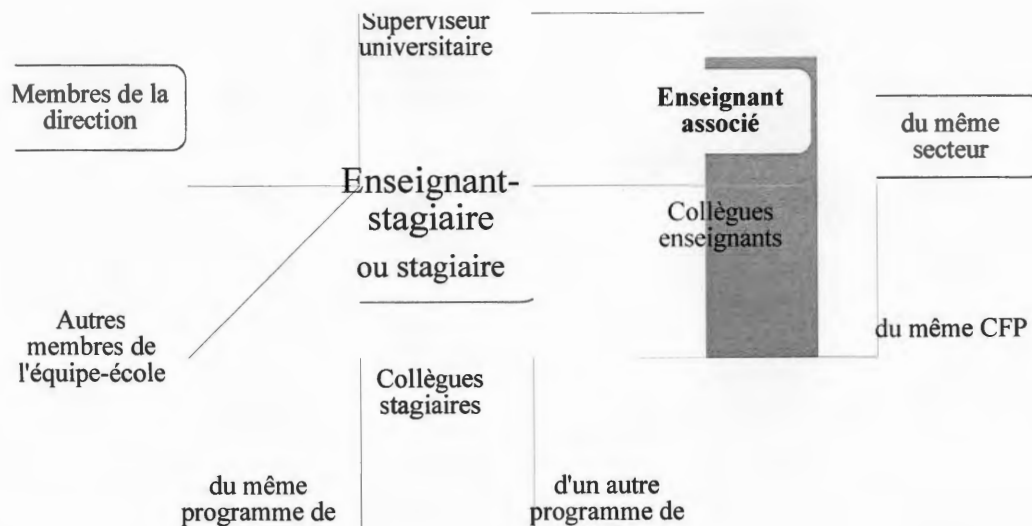 Superviseur
universitaire
Membres de la
direction
Enseignant
associé
du même
secteur
Enseignant-
stagiaire
ou stagiaire
Collègues
enseignants
Autres
membres de
l'équipe-école
du même CFP
Collègues
stagiaires
du même
programme de
d'un autre
programme de